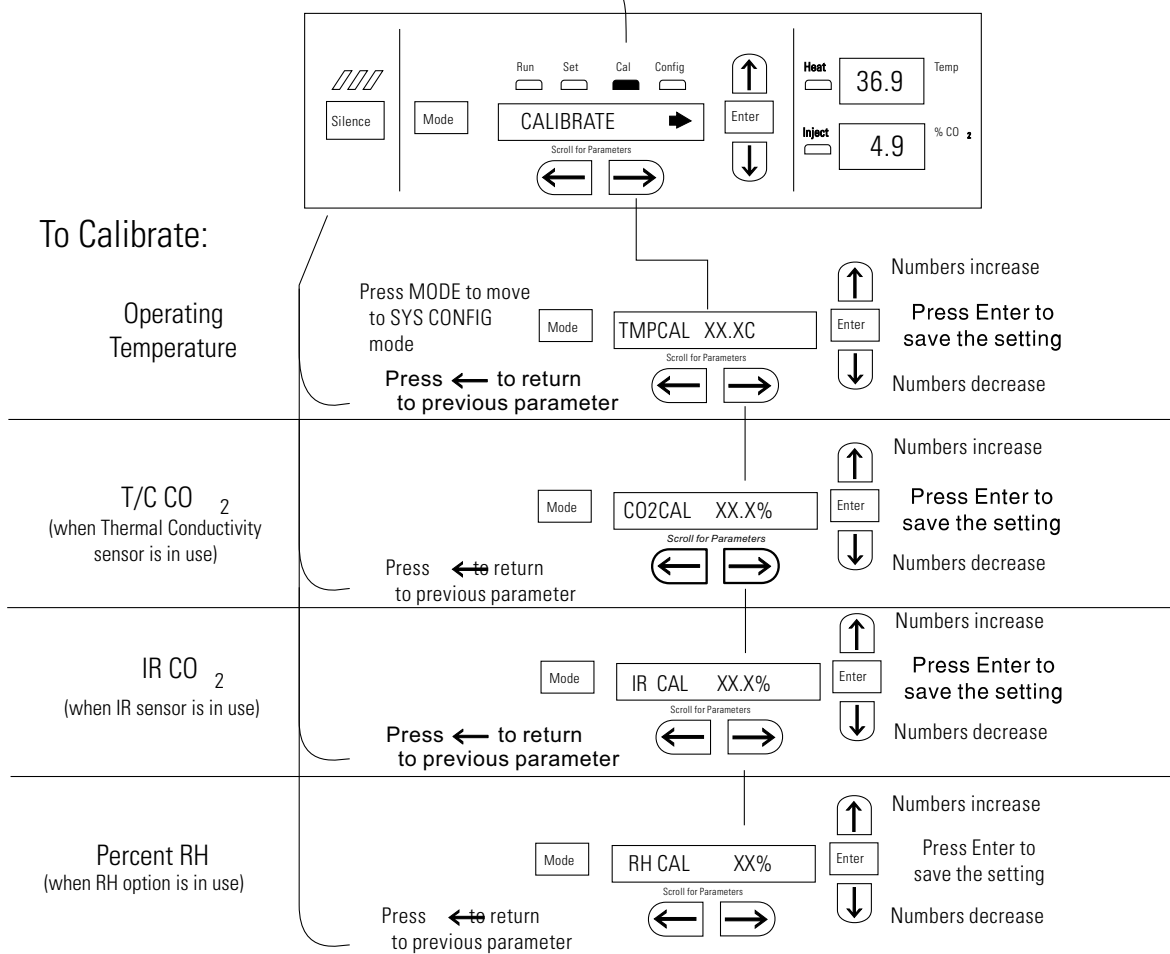 Run Set Cal Config
Heat 36.9 Temp
Silence Mode CALIBRATE Enter
Inject 4.9 % CO 2
Scroll for Parameters
To Calibrate:
Operating
Temperature
Press MODE to move
to SYS CONFIG
mode
Mode TMPCAL XX.XC Enter
Scroll for Parameters
Press ← to return
to previous parameter
Numbers increase
Press Enter to
save the setting
Numbers decrease
T/C CO 2
(when Thermal Conductivity
sensor is in use)
Mode CO2CAL XX.X% Enter
Scroll for Parameters
Press ← to return
to previous parameter
Numbers increase
Press Enter to
save the setting
Numbers decrease
IR CO 2
(when IR sensor is in use)
Mode IR CAL XX.X% Enter
Scroll for Parameters
Press ← to return
to previous parameter
Numbers increase
Press Enter to
save the setting
Numbers decrease
Percent RH
(when RH option is in use)
Mode RH CAL XX% Enter
Scroll for Parameters
Press ← to return
to previous parameter
Numbers increase
Press Enter to
save the setting
Numbers decrease